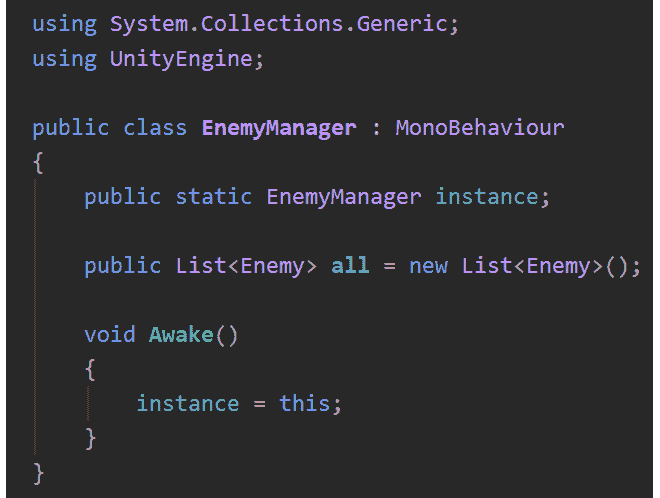 using System.Collections.Generic;
using UnityEngine;
public class EnemyManager : MonoBehaviour
{
public static EnemyManager instance;
public List<Enemy> all = new List<Enemy>();
void Awake()
{
instance = this;
}
}